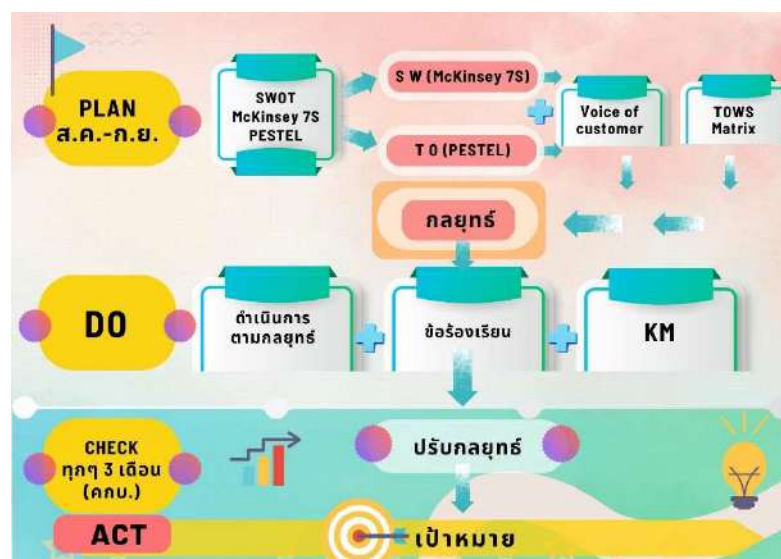 PLAN
ส.ค.-ก.ย.
SWOT
McKinsey 7S
PESTEL
S W (McKinsey 7S)
T O (PESTEL)
Voice of
customer
TOWS
Matrix
กลยุทธ์
DO
ดำเนินการ
ตามกลยุทธ์
ข้อร้องเรียน
KM
CHECK
ทุกๆ 3 เดือน
(คกบ.)
ปรับกลยุทธ์
ACT
เป้าหมาย